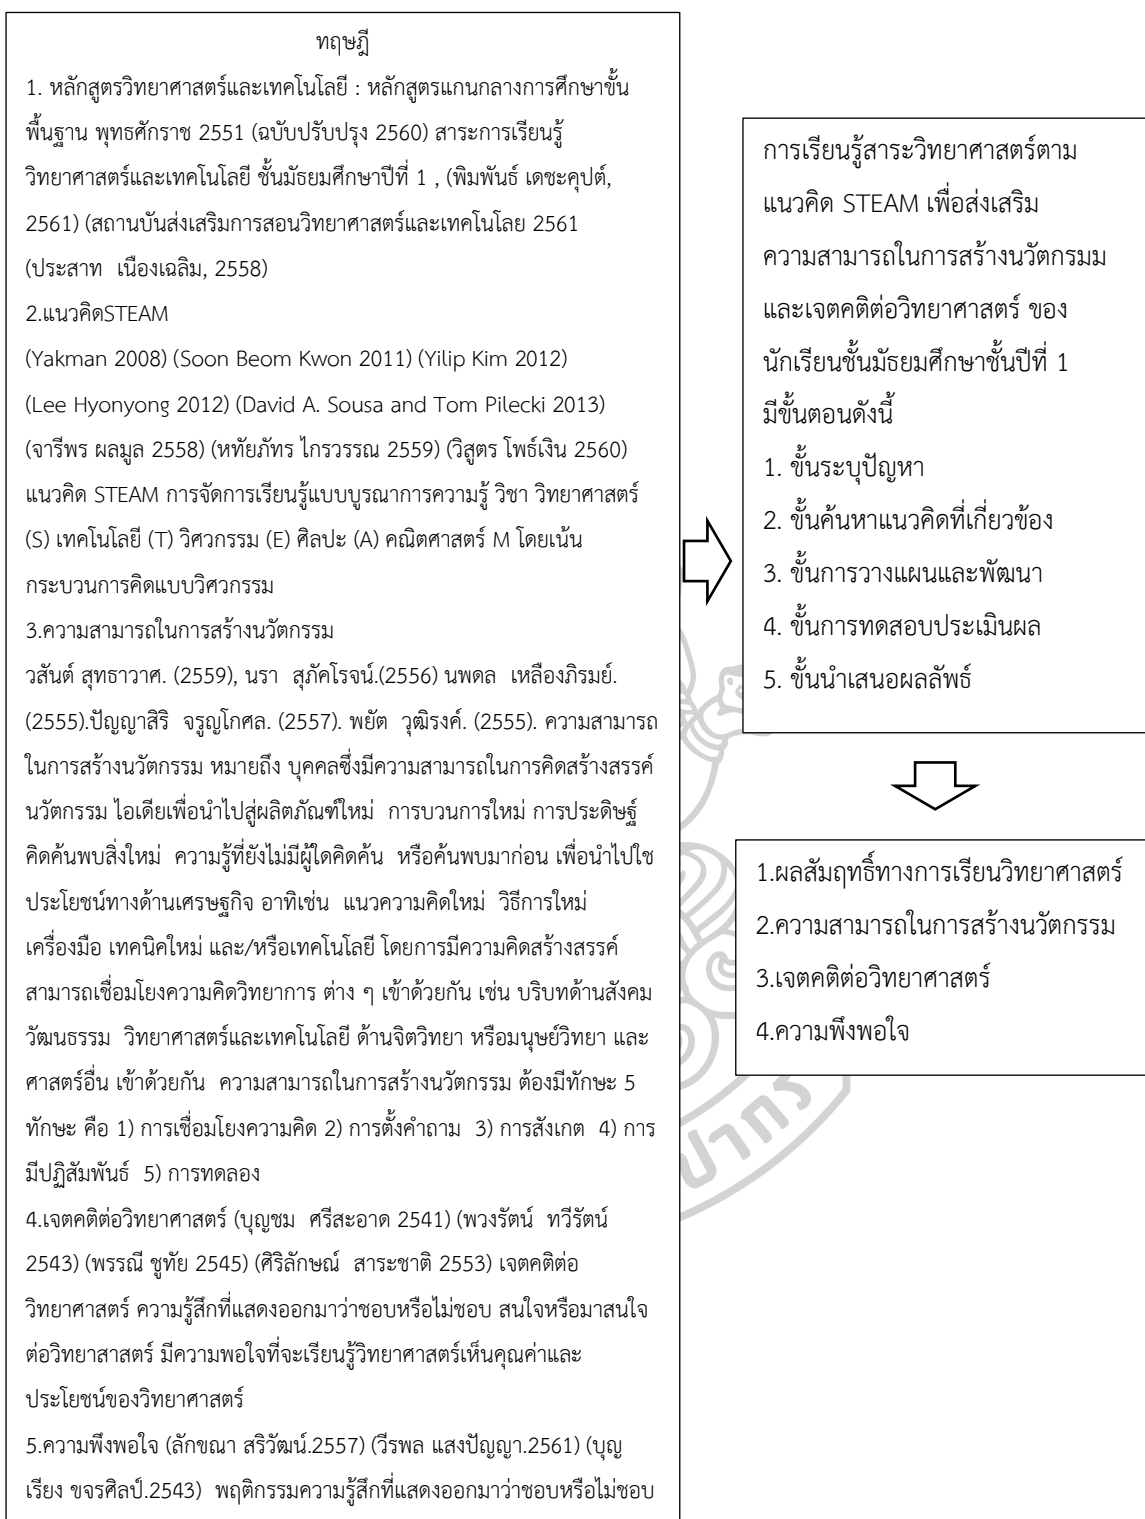 ทฤษฎี
1. หลักสูตรวิทยาศาสตร์และเทคโนโลยี : หลักสูตรแกนกลางการศึกษาขั้น
พื้นฐาน พุทธศักราช 2551 (ฉบับปรับปรุง 2560) สาระการเรียนรู้
วิทยาศาสตร์และเทคโนโลยี ชั้นมัธยมศึกษาปีที่ 1 , (พิมพันธ์ เดชะคุปต์,
2561) (สถานบันส่งเสริมการสอนวิทยาศาสตร์และเทคโนโลย 2561
(ประสาท เนืองเฉลิม, 2558)
2.แนวคิดSTEAM
(Yakman 2008) (Soon Beom Kwon 2011) (Yilip Kim 2012)
(Lee Hyonyong 2012) (David A. Sousa and Tom Pilecki 2013)
(จารีพร ผลมูล 2558) (หทัยภัทร ไกรวรรณ 2559) (วิสูตร โพธ์เงิน 2560)
แนวคิด STEAM การจัดการเรียนรู้แบบบูรณาการความรู้ วิชา วิทยาศาสตร์
(S) เทคโนโลยี (T) วิศวกรรม (E) ศิลปะ (A) คณิตศาสตร์ M โดยเน้น
กระบวนการคิดแบบวิศวกรรม
3.ความสามารถในการสร้างนวัตกรรม
วสันต์ สุทธาวาศ. (2559), นรา สุภัคโรจน์.(2556) นพดล เหลืองภิรมย์.
(2555).ปัญญาสิริ จรูญโกศล. (2557). พยัต วุฒิรงค์. (2555). ความสามารถ
ในการสร้างนวัตกรรม หมายถึง บุคคลซึ่งมีความสามารถในการคิดสร้างสรรค์
นวัตกรรม ไอเดียเพื่อนำไปสู่ผลิตภัณฑ์ใหม่ การบวนการใหม่ การประดิษฐ์
คิดค้นพบสิ่งใหม่ ความรู้ที่ยังไม่มีผู้ใดคิดค้น หรือค้นพบมาก่อน เพื่อนำไปใช
ประโยชน์ทางด้านเศรษฐกิจ อาทิเช่น แนวความคิดใหม่ วิธีการใหม่
เครื่องมือ เทคนิคใหม่ และ/หรือเทคโนโลยี โดยการมีความคิดสร้างสรรค์
สามารถเชื่อมโยงความคิดวิทยาการ ต่าง ๆ เข้าด้วยกัน เช่น บริบทด้านสังคม
วัฒนธรรม วิทยาศาสตร์และเทคโนโลยี ด้านจิตวิทยา หรือมนุษย์วิทยา และ
ศาสตร์อื่น เข้าด้วยกัน ความสามารถในการสร้างนวัตกรรม ต้องมีทักษะ 5
ทักษะ คือ 1) การเชื่อมโยงความคิด 2) การตั้งคำถาม 3) การสังเกต 4) การ
มีปฏิสัมพันธ์ 5) การทดลอง
4.เจตคติต่อวิทยาศาสตร์ (บุญชม ศรีสะอาด 2541) (พวงรัตน์ ทวีรัตน์
2543) (พรรณี ชูทัย 2545) (ศิริลักษณ์ สาระชาติ 2553) เจตคติต่อ
วิทยาศาสตร์ ความรู้สึกที่แสดงออกมาว่าชอบหรือไม่ชอบ สนใจหรือมาสนใจ
ต่อวิทยาสาสตร์ มีความพอใจที่จะเรียนรู้วิทยาศาสตร์เห็นคุณค่าและ
ประโยชน์ของวิทยาศาสตร์
5.ความพึงพอใจ (ลักขณา สริวัฒน์.2557) (วีรพล แสงปัญญา.2561) (บุญ
เรียง ขจรศิลป์.2543) พฤติกรรมความรู้สึกที่แสดงออกมาว่าชอบหรือไม่ชอบ
การเรียนรู้สาระวิทยาศาสตร์ตาม
แนวคิด STEAM เพื่อส่งเสริม
ความสามารถในการสร้างนวัตกรมม
และเจตคติต่อวิทยาศาสตร์ ของ
นักเรียนชั้นมัธยมศึกษาชั้นปีที่ 1
มีขั้นตอนดังนี้
1. ขั้นระบุปัญหา
2. ขั้นค้นหาแนวคิดที่เกี่ยวข้อง
3. ขั้นการวางแผนและพัฒนา
4. ขั้นการทดสอบประเมินผล
5. ขั้นนำเสนอผลลัพธ์
1.ผลสัมฤทธิ์ทางการเรียนวิทยาศาสตร์
2.ความสามารถในการสร้างนวัตกรรม
3.เจตคติต่อวิทยาศาสตร์
4.ความพึงพอใจ